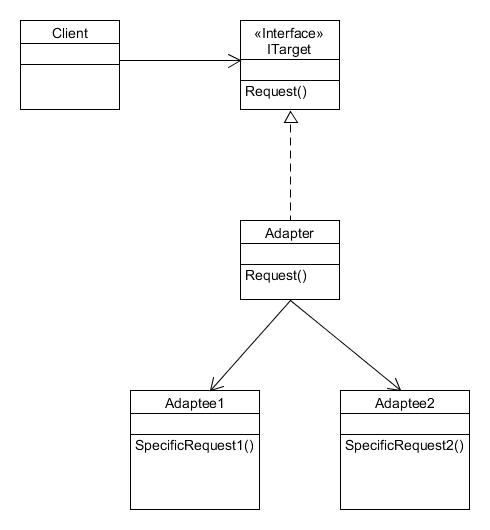 Client
«Interface»
ITarget
Request()
Adapter
Request()
Adaptee1
SpecificRequest1()
Adaptee2
SpecificRequest2()